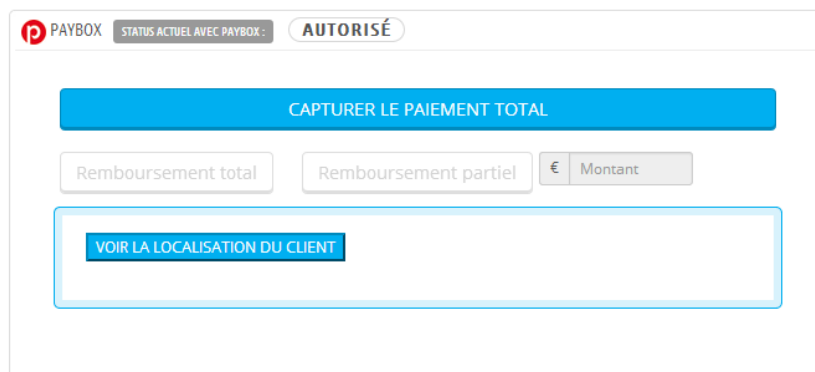 PAYBOX STATUS ACTUEL AVEC PAYBOX : AUTORISÉ
CAPTURER LE PAIEMENT TOTAL
Remboursement total Remboursement partiel € Montant
VOIR LA LOCALISATION DU CLIENT